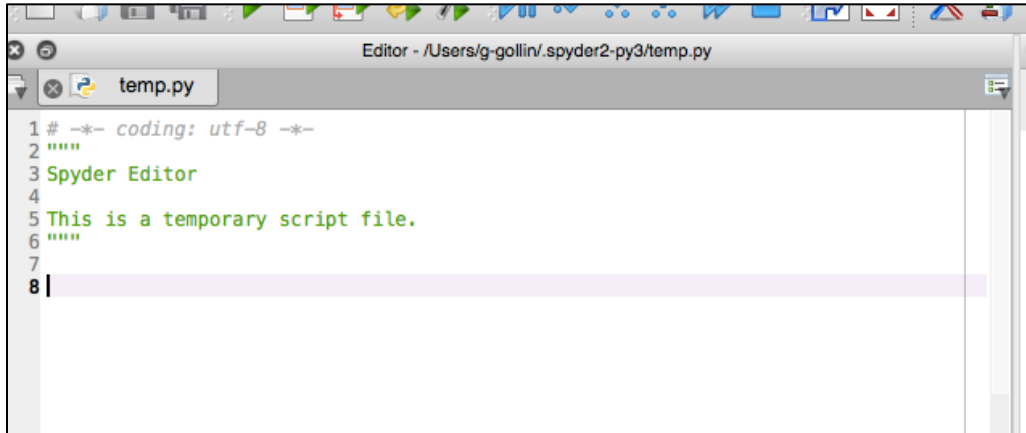 Editor - /Users/g-gollin/.spyder2-py3/temp.py
temp.py
1 # -*- coding: utf-8 -*-
2 """
3 Spyder Editor
4
5 This is a temporary script file.
6 """
7
8